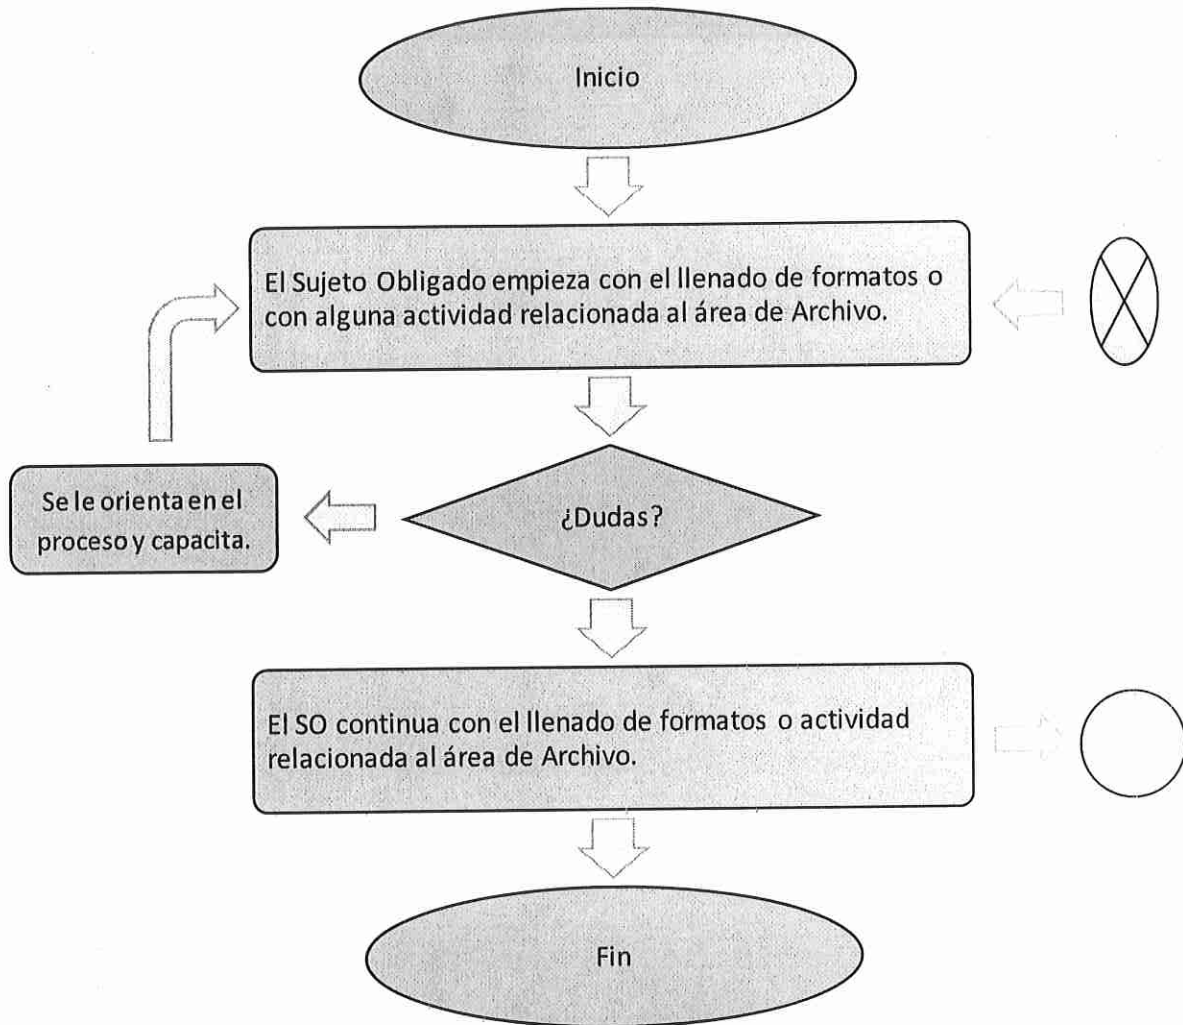 Inicio
El Sujeto Obligado empieza con el llenado de formatos o
con alguna actividad relacionada al área de Archivo.
Se le orienta en el
proceso y capacita.
¿Dudas?
El SO continua con el llenado de formatos o actividad
relacionada al área de Archivo.
Fin